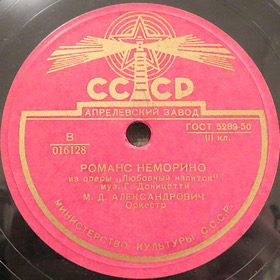 СССР
АПРЕЛЕВСКИЙ ЗАВОД
ГОСТ 5289-50
III кл.
В
016128
РОМАНС НЕМОРИНО
из оперы „Любовный напиток"
муз. Г. Доницетти
М. Д. АЛЕКСАНДРОВИЧ
Оркестр
МИНИСТЕРСТВО КУЛЬТУРЫ С.С.С.Р.